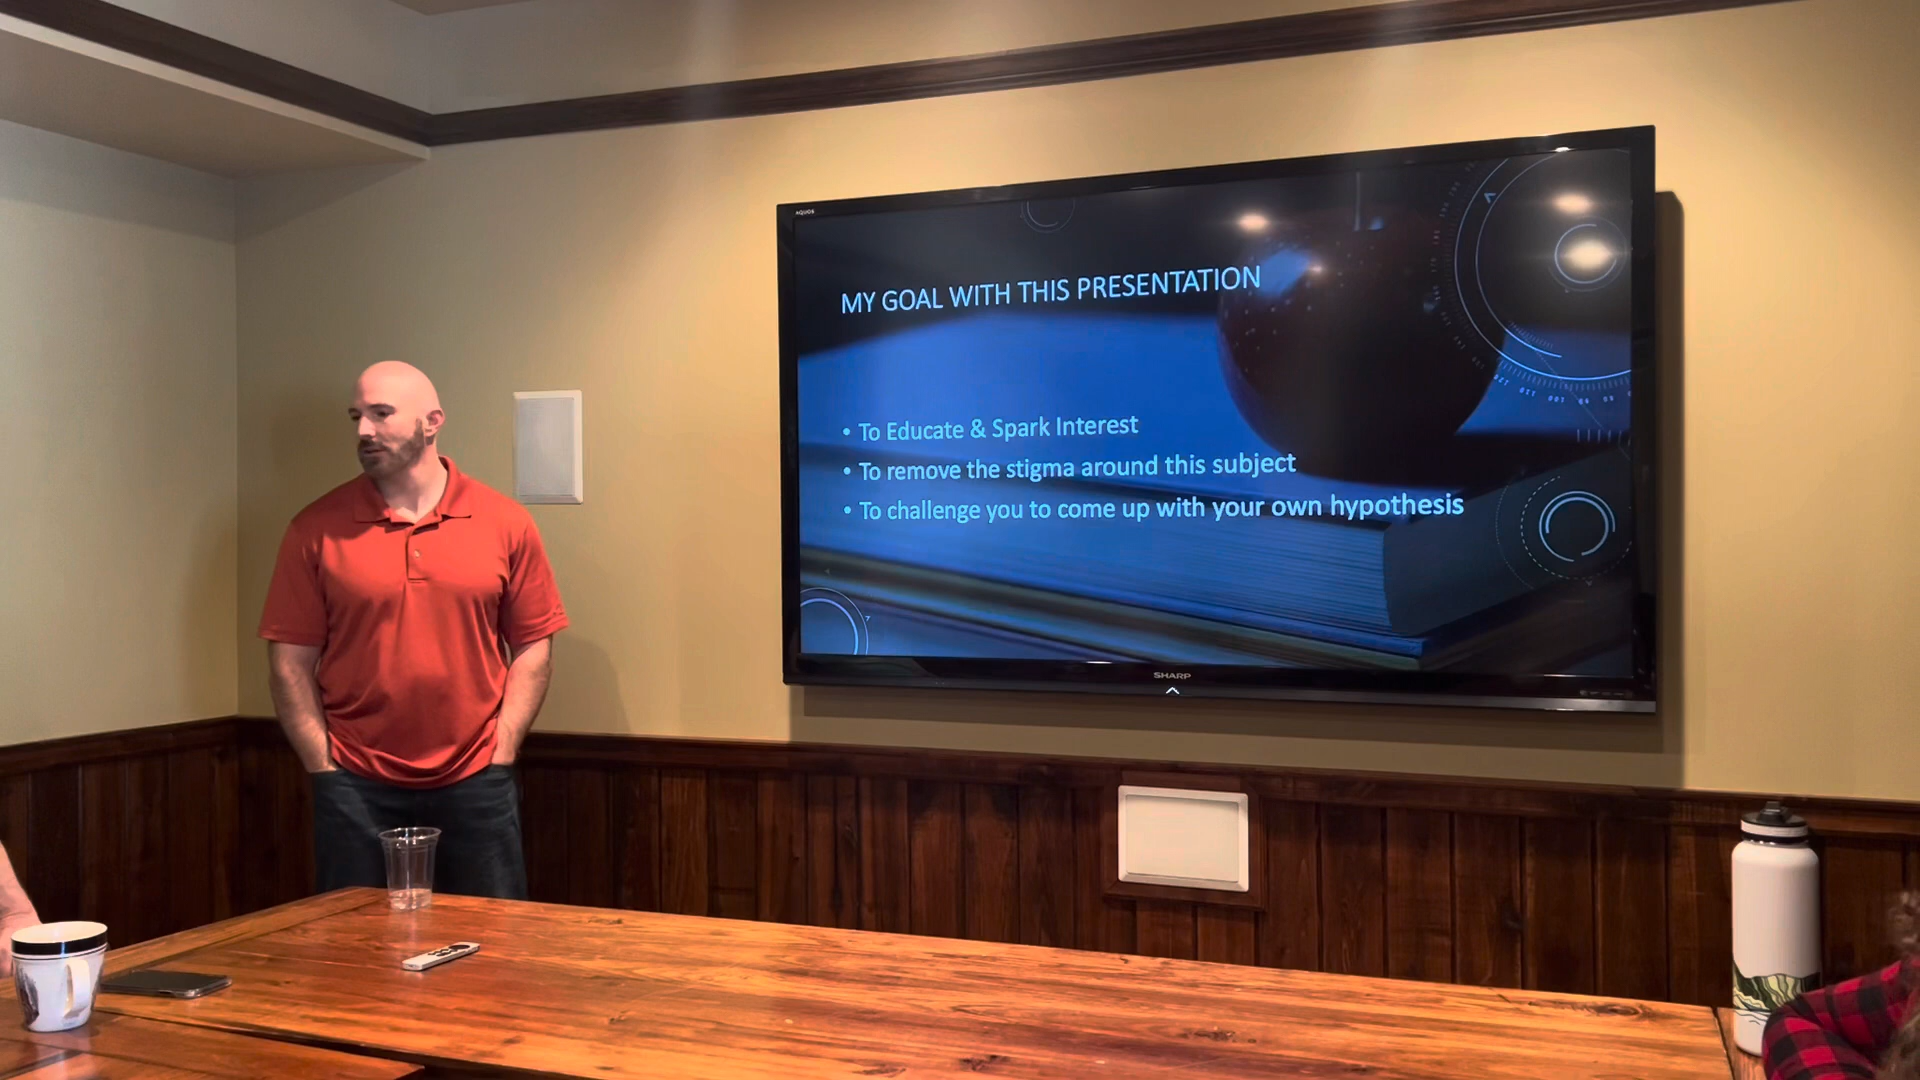 AQUOS
MY GOAL WITH THIS PRESENTATION
• To Educate & Spark Interest
• To remove the stigma around this subject
• To challenge you to come up with your own hypothesis
SHARP